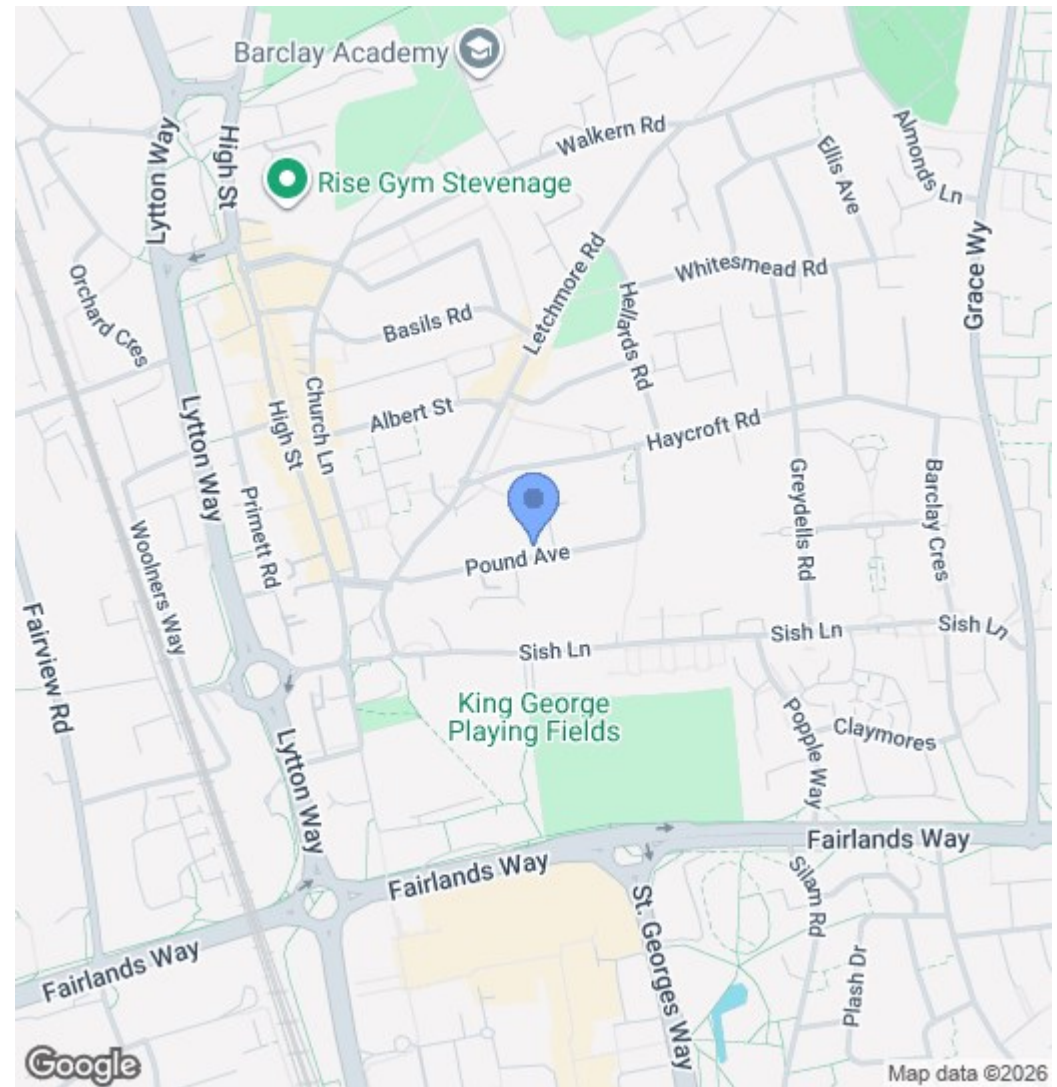 Barclay Academy
Walkern Rd
Almonds Ln
Ellis Ave
High St
Lytton Way
Rise Gym Stevenage
Grace Wy
Orchard Cres
Whitesmead Rd
Letchmore Rd
Hellards Rd
Basils Rd
Church Ln
Albert St
High St
Haycroft Rd
Lytton Way
Primett Rd
Greydells Rd
Barclay Cres
Woolners Way
Pound Ave
Fairview Rd
Sish Ln
Sish Ln
Sish Ln
King George
Playing Fields
Popple Way
Claymores
Lytton Way
Fairlands Way
Fairlands Way
Silam Rd
St. Georges Way
Plash Dr
Fairlands Way
Google
Map data ©2026